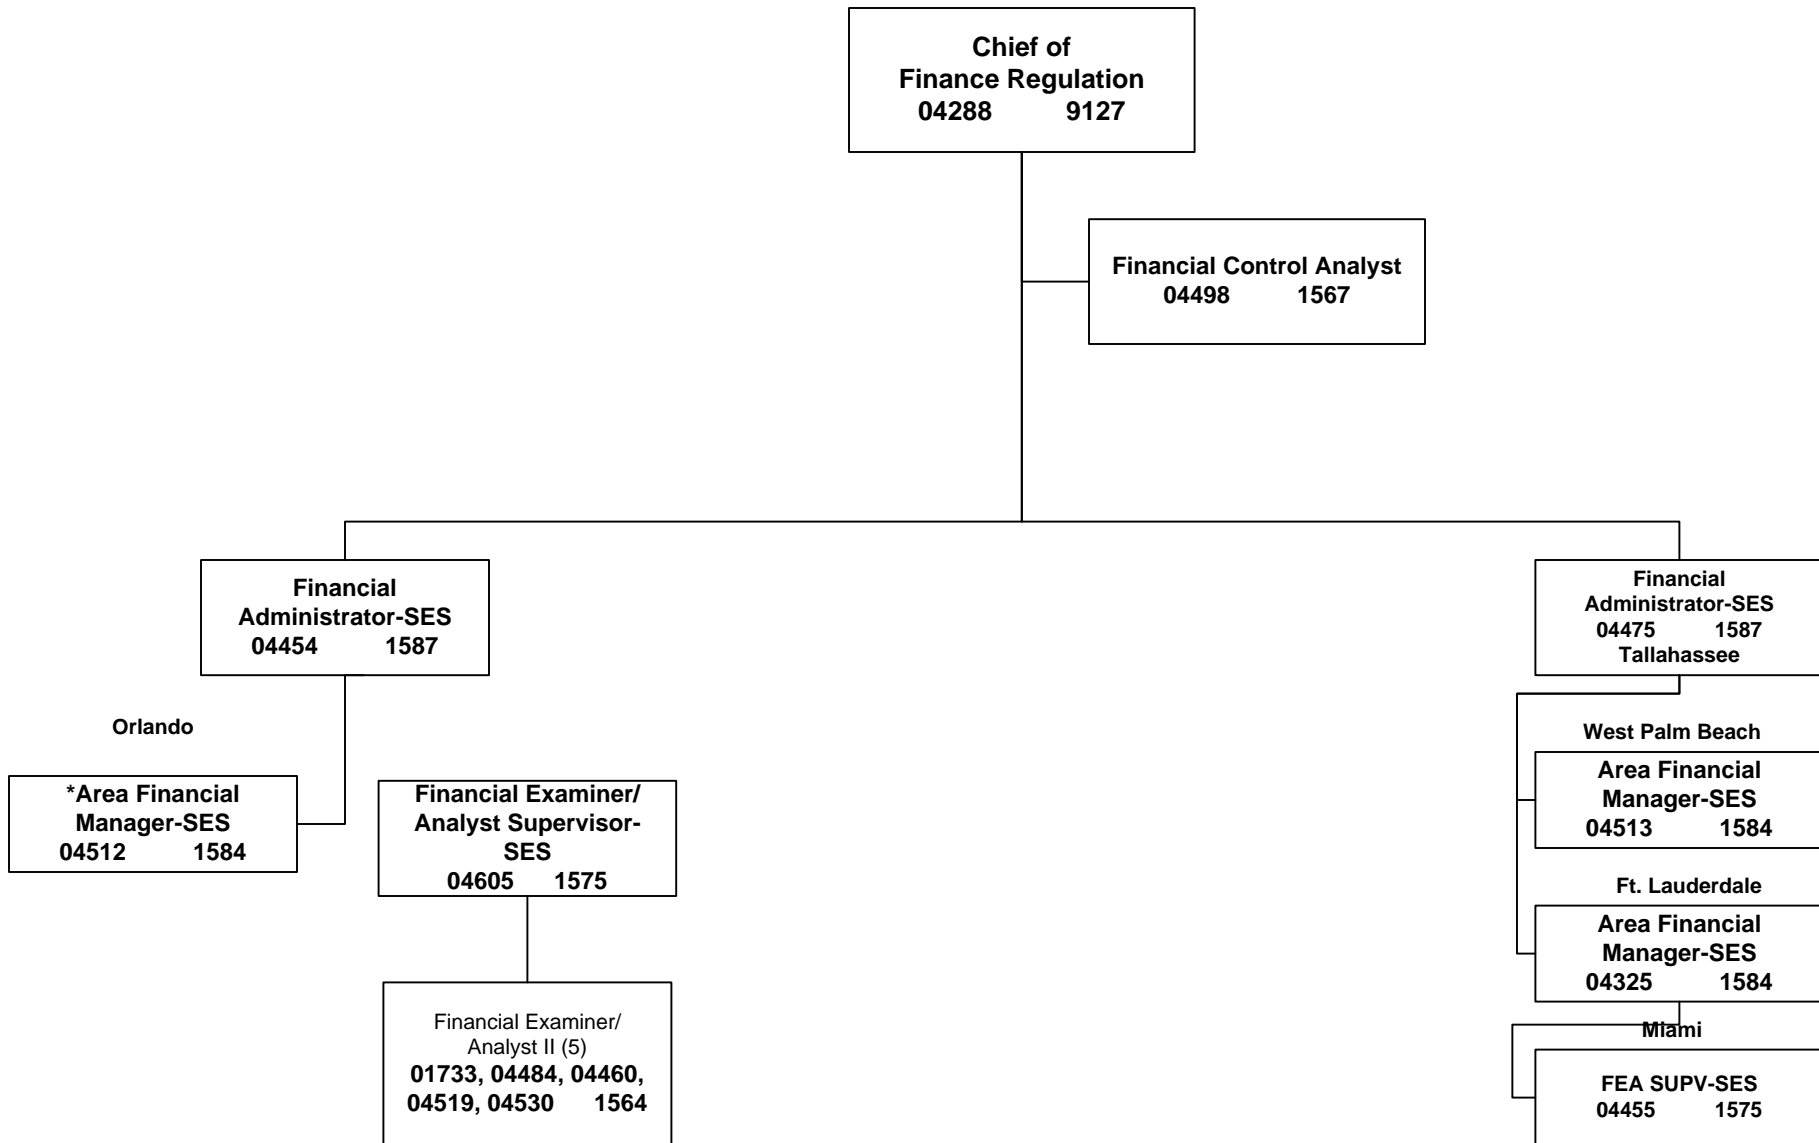 Chief of
Finance Regulation
04288 9127
Financial Control Analyst
04498 1567
Financial
Administrator-SES
04454 1587
Financial
Administrator-SES
04475 1587
Tallahassee
Orlando
*Area Financial
Manager-SES
04512 1584
Financial Examiner/
Analyst Supervisor-
SES
04605 1575
Financial Examiner/
Analyst II (5)
01733, 04484, 04460,
04519, 04530 1564
West Palm Beach
Area Financial
Manager-SES
04513 1584
Ft. Lauderdale
Area Financial
Manager-SES
04325 1584
Miami
FEA SUPV-SES
04455 1575